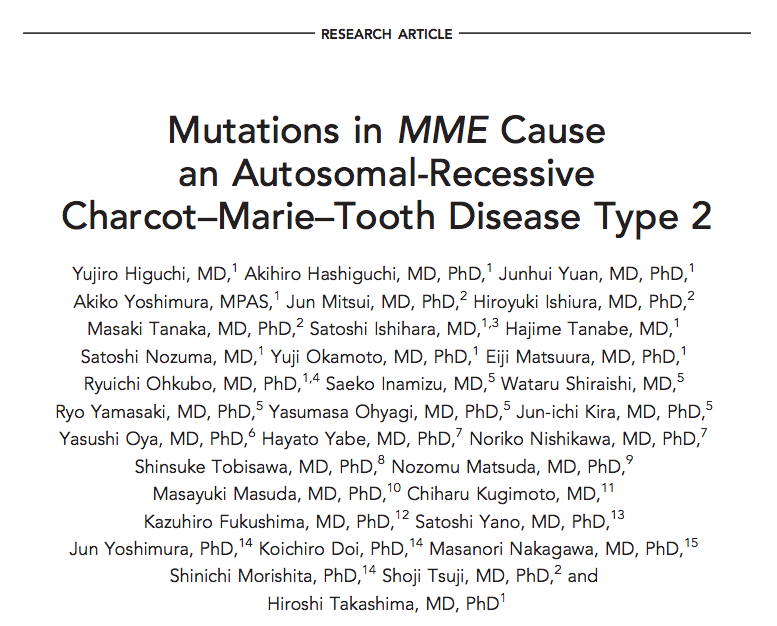 RESEARCH ARTICLE
Mutations in MME Cause
an Autosomal-Recessive
Charcot–Marie–Tooth Disease Type 2
Yujiro Higuchi, MD,1 Akihiro Hashiguchi, MD, PhD,1 Junhui Yuan, MD, PhD,1
Akiko Yoshimura, MPAS,1 Jun Mitsui, MD, PhD,2 Hiroyuki Ishiura, MD, PhD,2
Masaki Tanaka, MD, PhD,2 Satoshi Ishihara, MD,1,3 Hajime Tanabe, MD,1
Satoshi Nozuma, MD,1 Yuji Okamoto, MD, PhD,1 Eiji Matsuura, MD, PhD,1
Ryuichi Ohkubo, MD, PhD,1,4 Saeko Inamizu, MD,5 Wataru Shiraishi, MD,5
Ryo Yamasaki, MD, PhD,5 Yasumasa Ohyagi, MD, PhD,5 Jun-ichi Kira, MD, PhD,5
Yasushi Oya, MD, PhD,6 Hayato Yabe, MD, PhD,7 Noriko Nishikawa, MD, PhD,7
Shinsuke Tobisawa, MD, PhD,8 Nozomu Matsuda, MD, PhD,9
Masayuki Masuda, MD, PhD,10 Chiharu Kugimoto, MD,11
Kazuhiro Fukushima, MD, PhD,12 Satoshi Yano, MD, PhD,13
Jun Yoshimura, PhD,14 Koichiro Doi, PhD,14 Masanori Nakagawa, MD, PhD,15
Shinichi Morishita, PhD,14 Shoji Tsuji, MD, PhD,2 and
Hiroshi Takashima, MD, PhD1